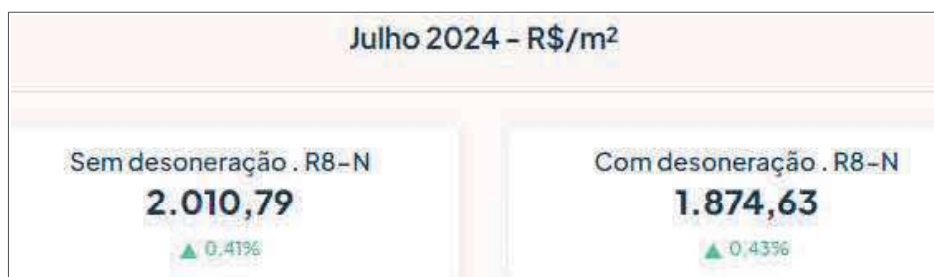 Julho 2024 – R$/m²
Sem desoneração . R8-N
2.010,79
▲ 0,41%
Com desoneração . R8-N
1.874,63
▲ 0,43%